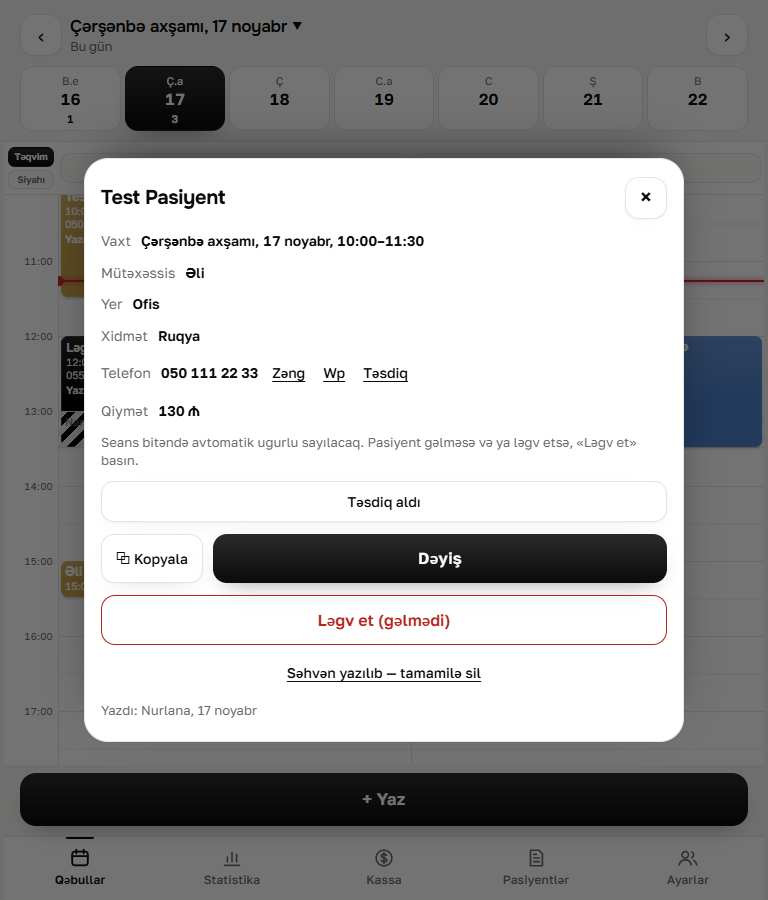 ‹
Çərşənbə axşamı, 17 noyabr ▼
Bu gün
›
B.e
16
1
Ç.a
17
3
Ç
18
C.a
19
C
20
Ş
21
B
22
Təqvim
Siyahı
11:00
12:00
13:00
14:00
15:00
16:00
17:00
Test Pasiyent
×
Vaxt Çərşənbə axşamı, 17 noyabr, 10:00–11:30
Mütəxəssis Əli
Yer Ofis
Xidmət Ruqya
Telefon 050 111 22 33 Zəng Wp Təsdiq
Qiymət 130 ₼
Seans bitəndə avtomatik uğurlu sayılacaq. Pasiyent gəlməsə və ya ləğv etsə, «Ləğv et»
basın.
Təsdiq aldı
Kopyala
Dəyiş
Ləğv et (gəlmədi)
Səhvən yazılıb — tamamilə sil
Yazdı: Nurlana, 17 noyabr
+ Yaz
Qəbullar
Statistika
Kassa
Pasiyentlər
Ayarlar